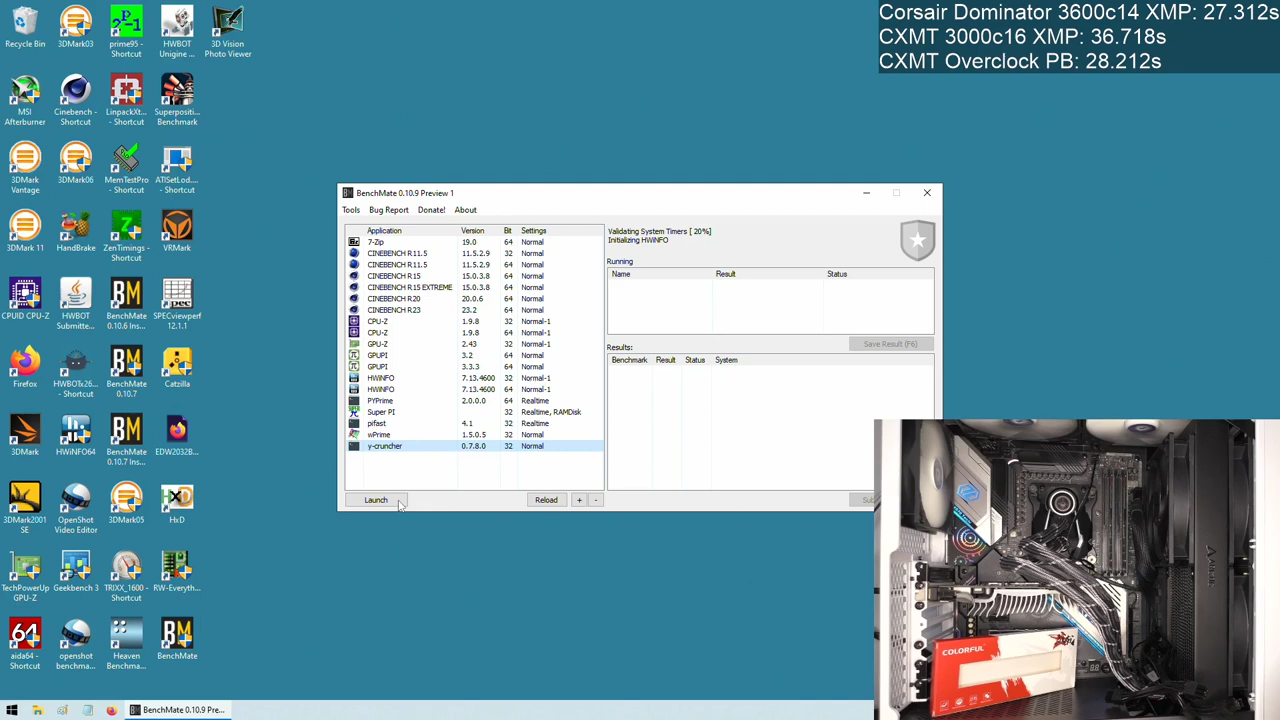 Corsair Dominator 3600c14 XMP: 27.312s
CXMT 3000c16 XMP: 36.718s
CXMT Overclock PB: 28.212s
Recycle Bin
3DMark03
prime95 - Shortcut
HWBOT Unigine ...
3D Vision Photo Viewer
MSI Afterburner
Cinebench - Shortcut
LinpackXt... - Shortcut
Superpositi... Benchmark
3DMark Vantage
3DMark06
MemTestPro - Shortcut
ATISetLod.... - Shortcut
3DMark 11
HandBrake
ZenTimings - Shortcut
VRMark
CPUID CPU-Z
HWBOT Submitte...
BenchMate 0.10.6 Ins...
SPECviewperf 12.1.1
Firefox
HWBOTx26... - Shortcut
BenchMate 0.10.7
Catzilla
3DMark
HWiNFO64
BenchMate 0.10.7 Ins...
EDW2032B...
3DMark2001 SE
OpenShot Video Editor
3DMark05
HxD
TechPowerUp GPU-Z
Geekbench 3
TRIXX_1600 - Shortcut
RW-Everyth...
aida64 - Shortcut
openshot benchma...
Heaven Benchma...
BenchMate
BenchMate 0.10.9 Preview 1
Tools Bug Report Donate! About
Application Version Bit Settings
7-Zip 19.0 64 Normal
CINEBENCH R11.5 11.5.2.9 32 Normal
CINEBENCH R11.5 11.5.2.9 64 Normal
CINEBENCH R15 15.0.3.8 64 Normal
CINEBENCH R15 EXTREME 15.0.3.8 64 Normal
CINEBENCH R20 20.0.6 64 Normal
CINEBENCH R23 23.2 64 Normal
CPU-Z 1.9.8 32 Normal-1
CPU-Z 1.9.8 64 Normal-1
GPU-Z 2.43 32 Normal-1
GPUPI 3.2 64 Normal
GPUPI 3.3.3 64 Normal
HWiNFO 7.13.4600 32 Normal-1
HWiNFO 7.13.4600 64 Normal-1
PYPrime 2.0.0.0 64 Realtime
Super PI 32 Realtime, RAMDisk
pifast 4.1 32 Realtime
wPrime 1.5.0.5 32 Normal
y-cruncher 0.7.8.0 32 Normal
Launch Reload + -
Validating System Timers [ 20%]
Initializing HWiNFO
Running
Name Result Status
Save Result (F6)
Results:
Benchmark Result Status System
COLORFUL
BenchMate 0.10.9 Pre...